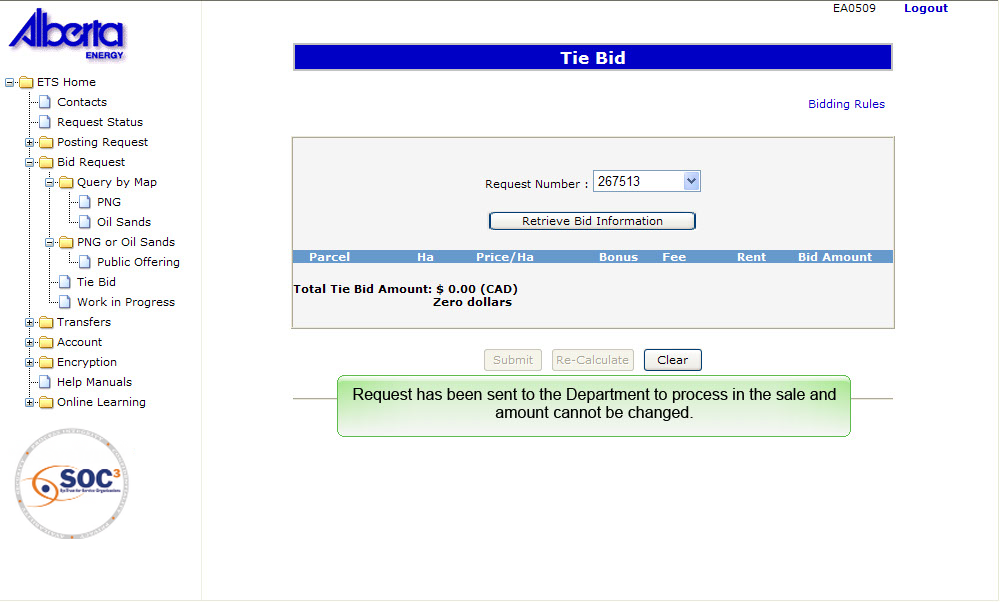 EA0509 Logout
Alberta
ENERGY
Tie Bid
Bidding Rules
ETS Home
Contacts
Request Status
Posting Request
Bid Request
Query by Map
PNG
Oil Sands
PNG or Oil Sands
Public Offering
Tie Bid
Work in Progress
Transfers
Account
Encryption
Help Manuals
Online Learning
SOC3
SysTrust for Service Organizations
Request Number : 267513
Retrieve Bid Information
Parcel Ha Price/Ha Bonus Fee Rent Bid Amount
Total Tie Bid Amount: $ 0.00 (CAD)
Zero dollars
Submit Re-Calculate Clear
Request has been sent to the Department to process in the sale and
amount cannot be changed.